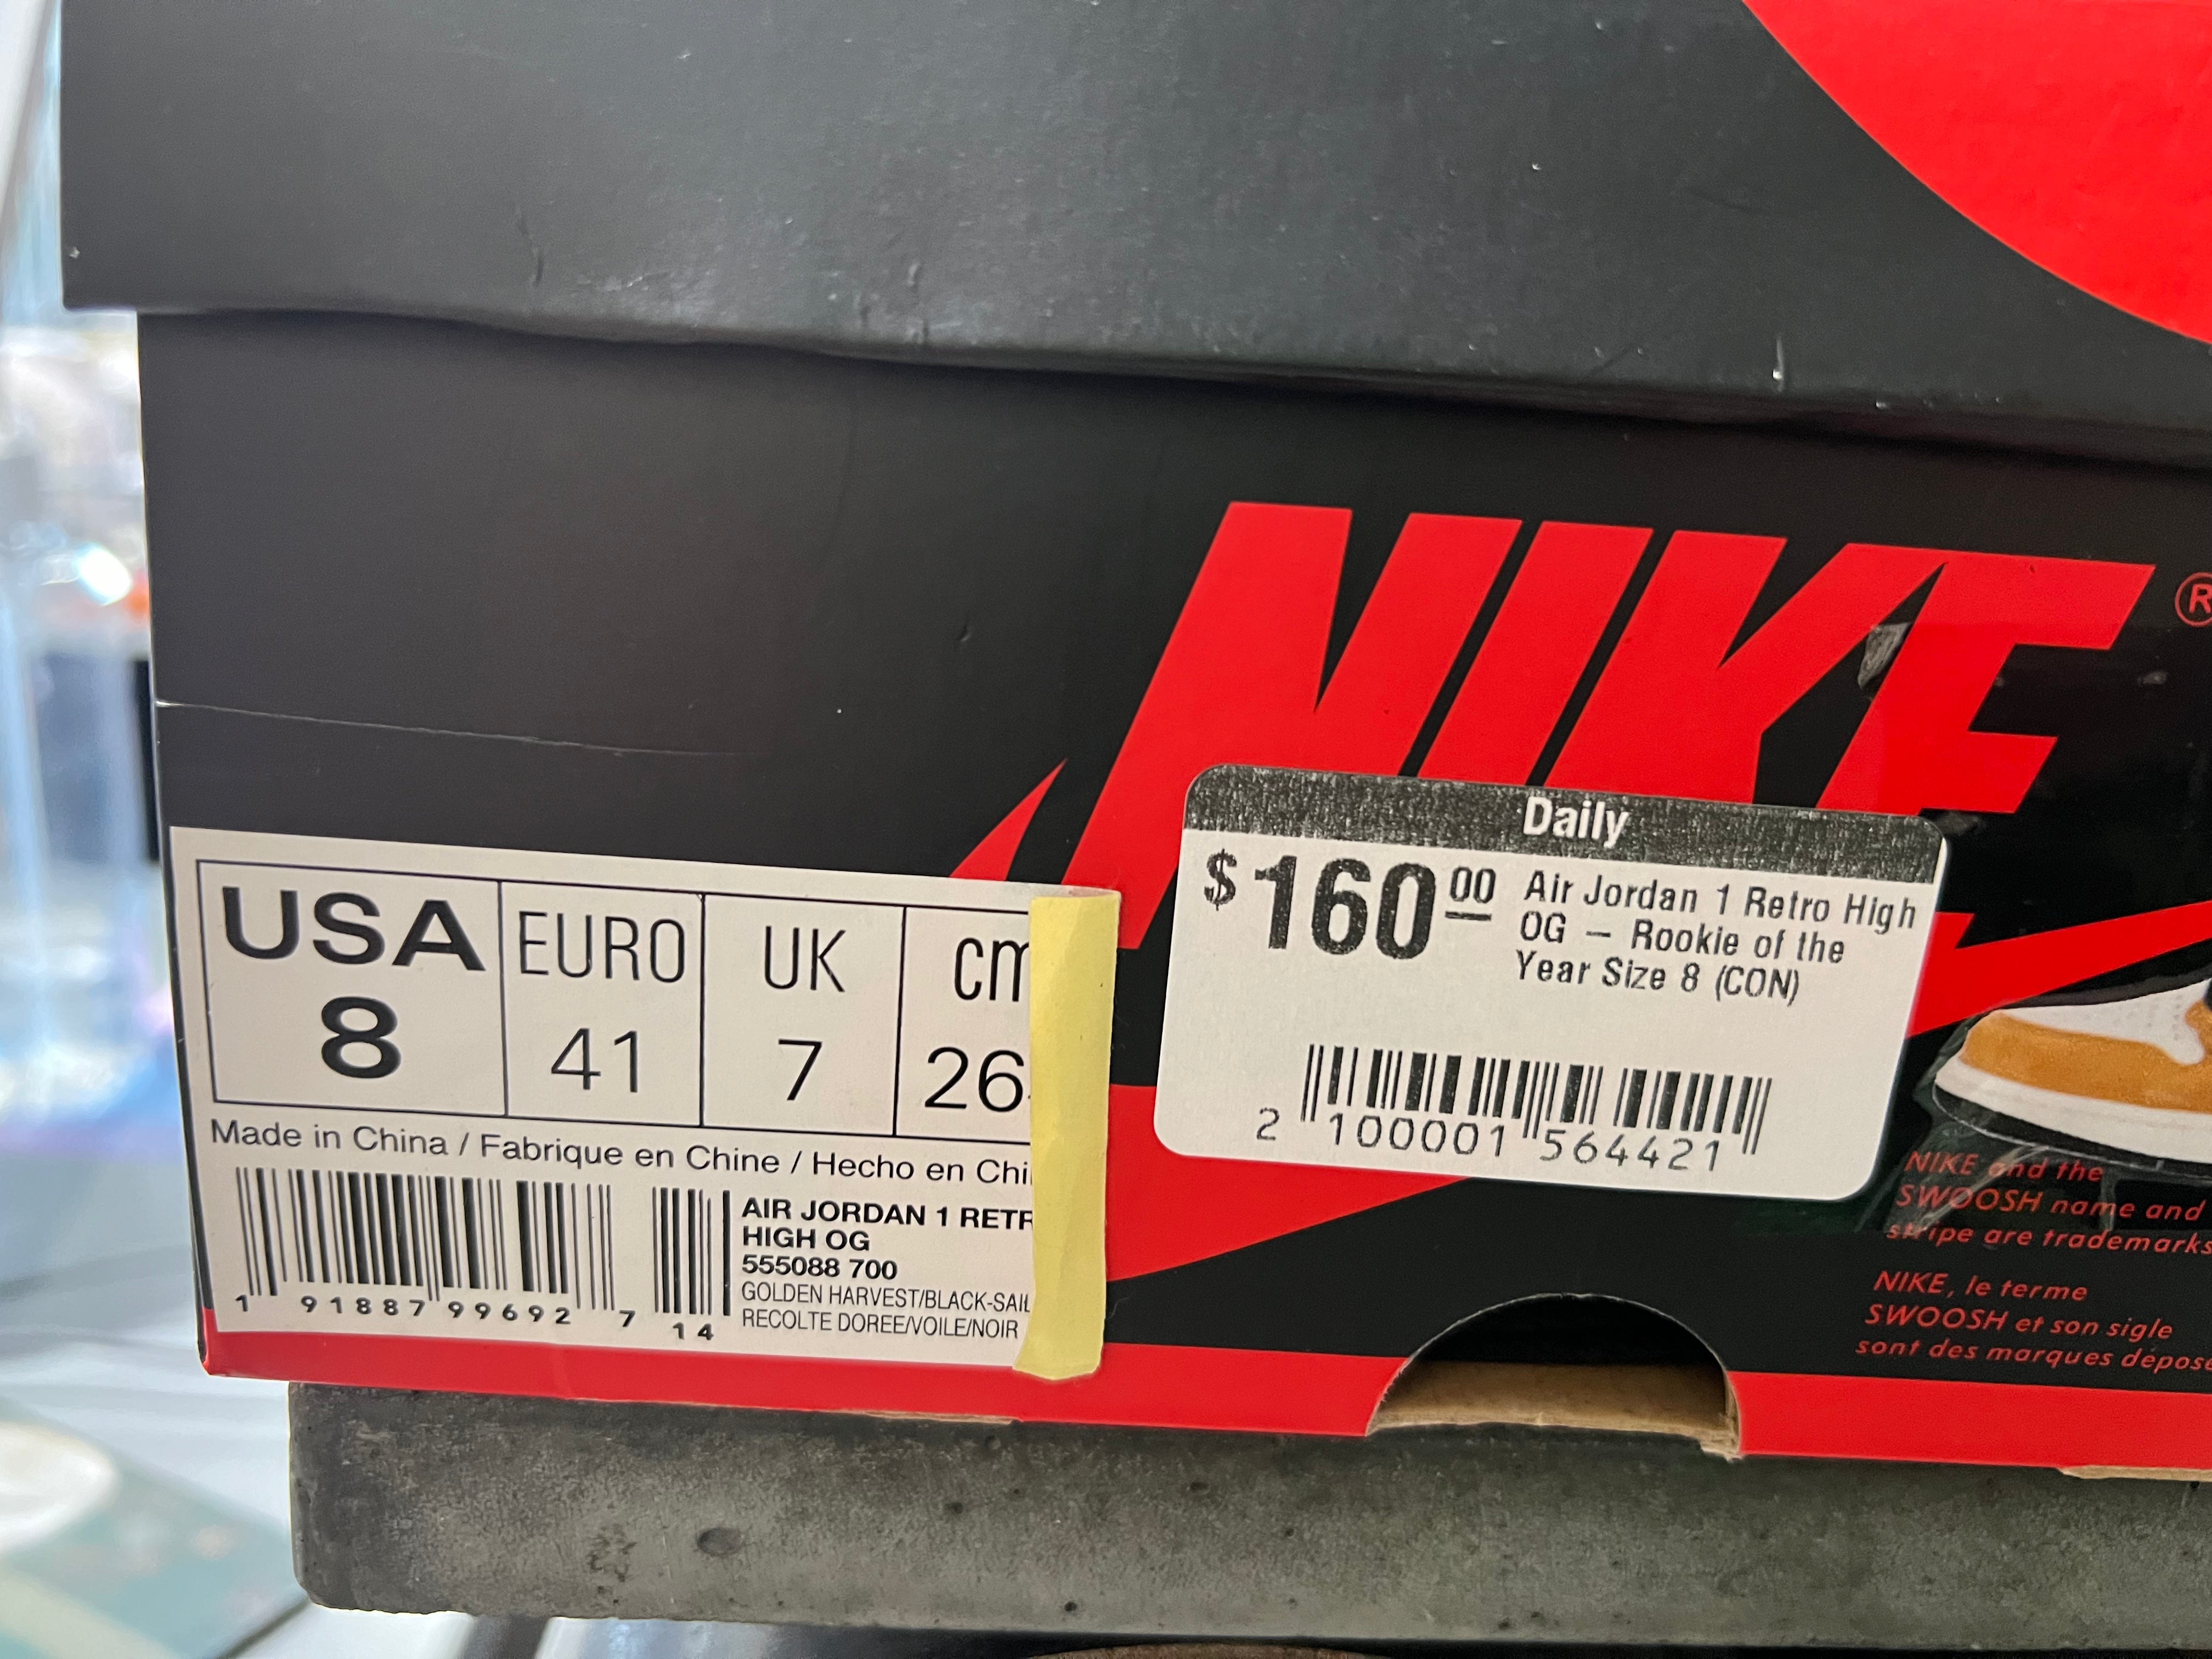 NIKE ®
USA EURO UK cm
8 41 7 26
Made in China / Fabrique en Chine / Hecho en Chi
AIR JORDAN 1 RETR
HIGH OG
555088 700
GOLDEN HARVEST/BLACK-SAIL
RECOLTE DOREE/VOILE/NOIR
1 91887 99692 7 14
Daily
$160 00 Air Jordan 1 Retro High
OG – Rookie of the
Year Size 8 (CON)
2 100001 564421
NIKE and the
SWOOSH name and
stripe are trademarks
NIKE, le terme
SWOOSH et son sigle
sont des marques depose